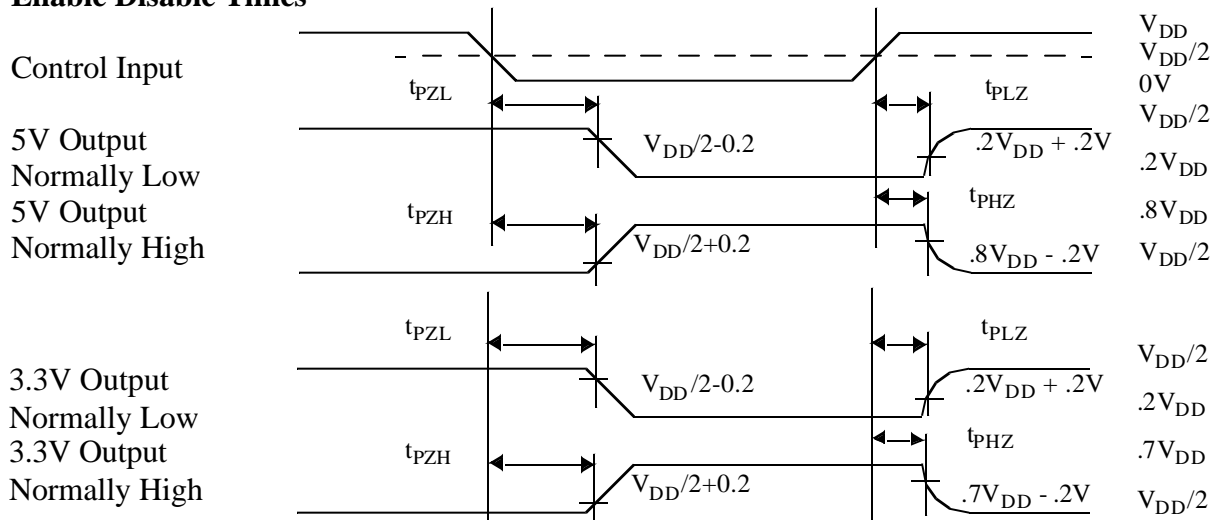 Enable Disable Times
Control Input
V_DD
V_DD/2
0V
t_PZL
t_PLZ
5V Output
Normally Low
V_DD/2-0.2
.2V_DD + .2V
V_DD/2
.2V_DD
5V Output
Normally High
t_PZH
V_DD/2+0.2
t_PHZ
.8V_DD - .2V
.8V_DD
V_DD/2
t_PZL
t_PLZ
3.3V Output
Normally Low
V_DD/2-0.2
.2V_DD + .2V
V_DD/2
.2V_DD
3.3V Output
Normally High
t_PZH
V_DD/2+0.2
t_PHZ
.7V_DD - .2V
.7V_DD
V_DD/2